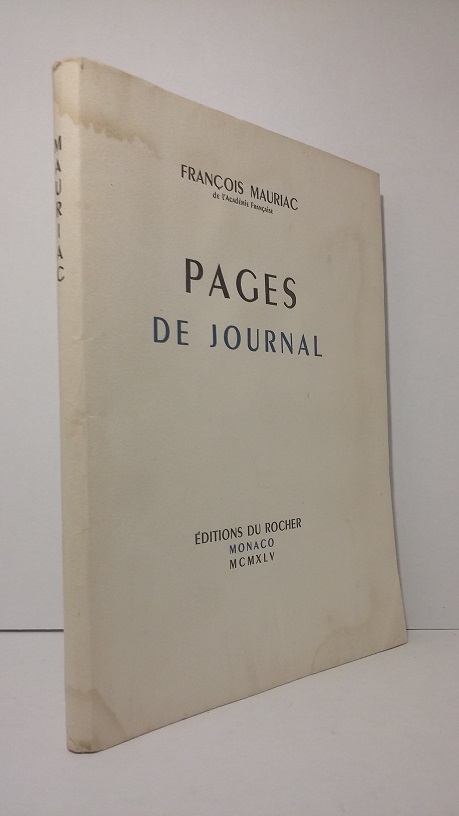 MAURIAC
FRANÇOIS MAURIAC
de l'Académie Française
PAGES
DE JOURNAL
ÉDITIONS DU ROCHER
MONACO
MCMXLV